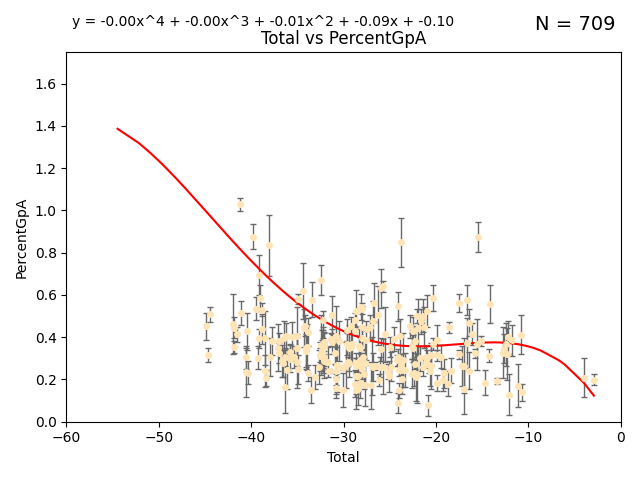 y = -0.00x^4 + -0.00x^3 + -0.01x^2 + -0.09x + -0.10
N = 709
Total vs PercentGpA
PercentGpA
1.6
1.4
1.2
1.0
0.8
0.6
0.4
0.2
0.0
−60 −50 −40 −30 −20 −10 0
Total